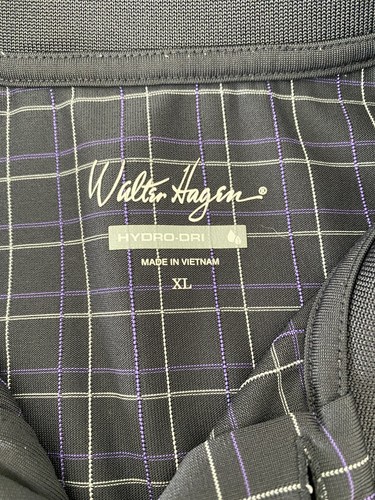 Walter Hagen®
HYDRO-DRI
MADE IN VIETNAM
XL